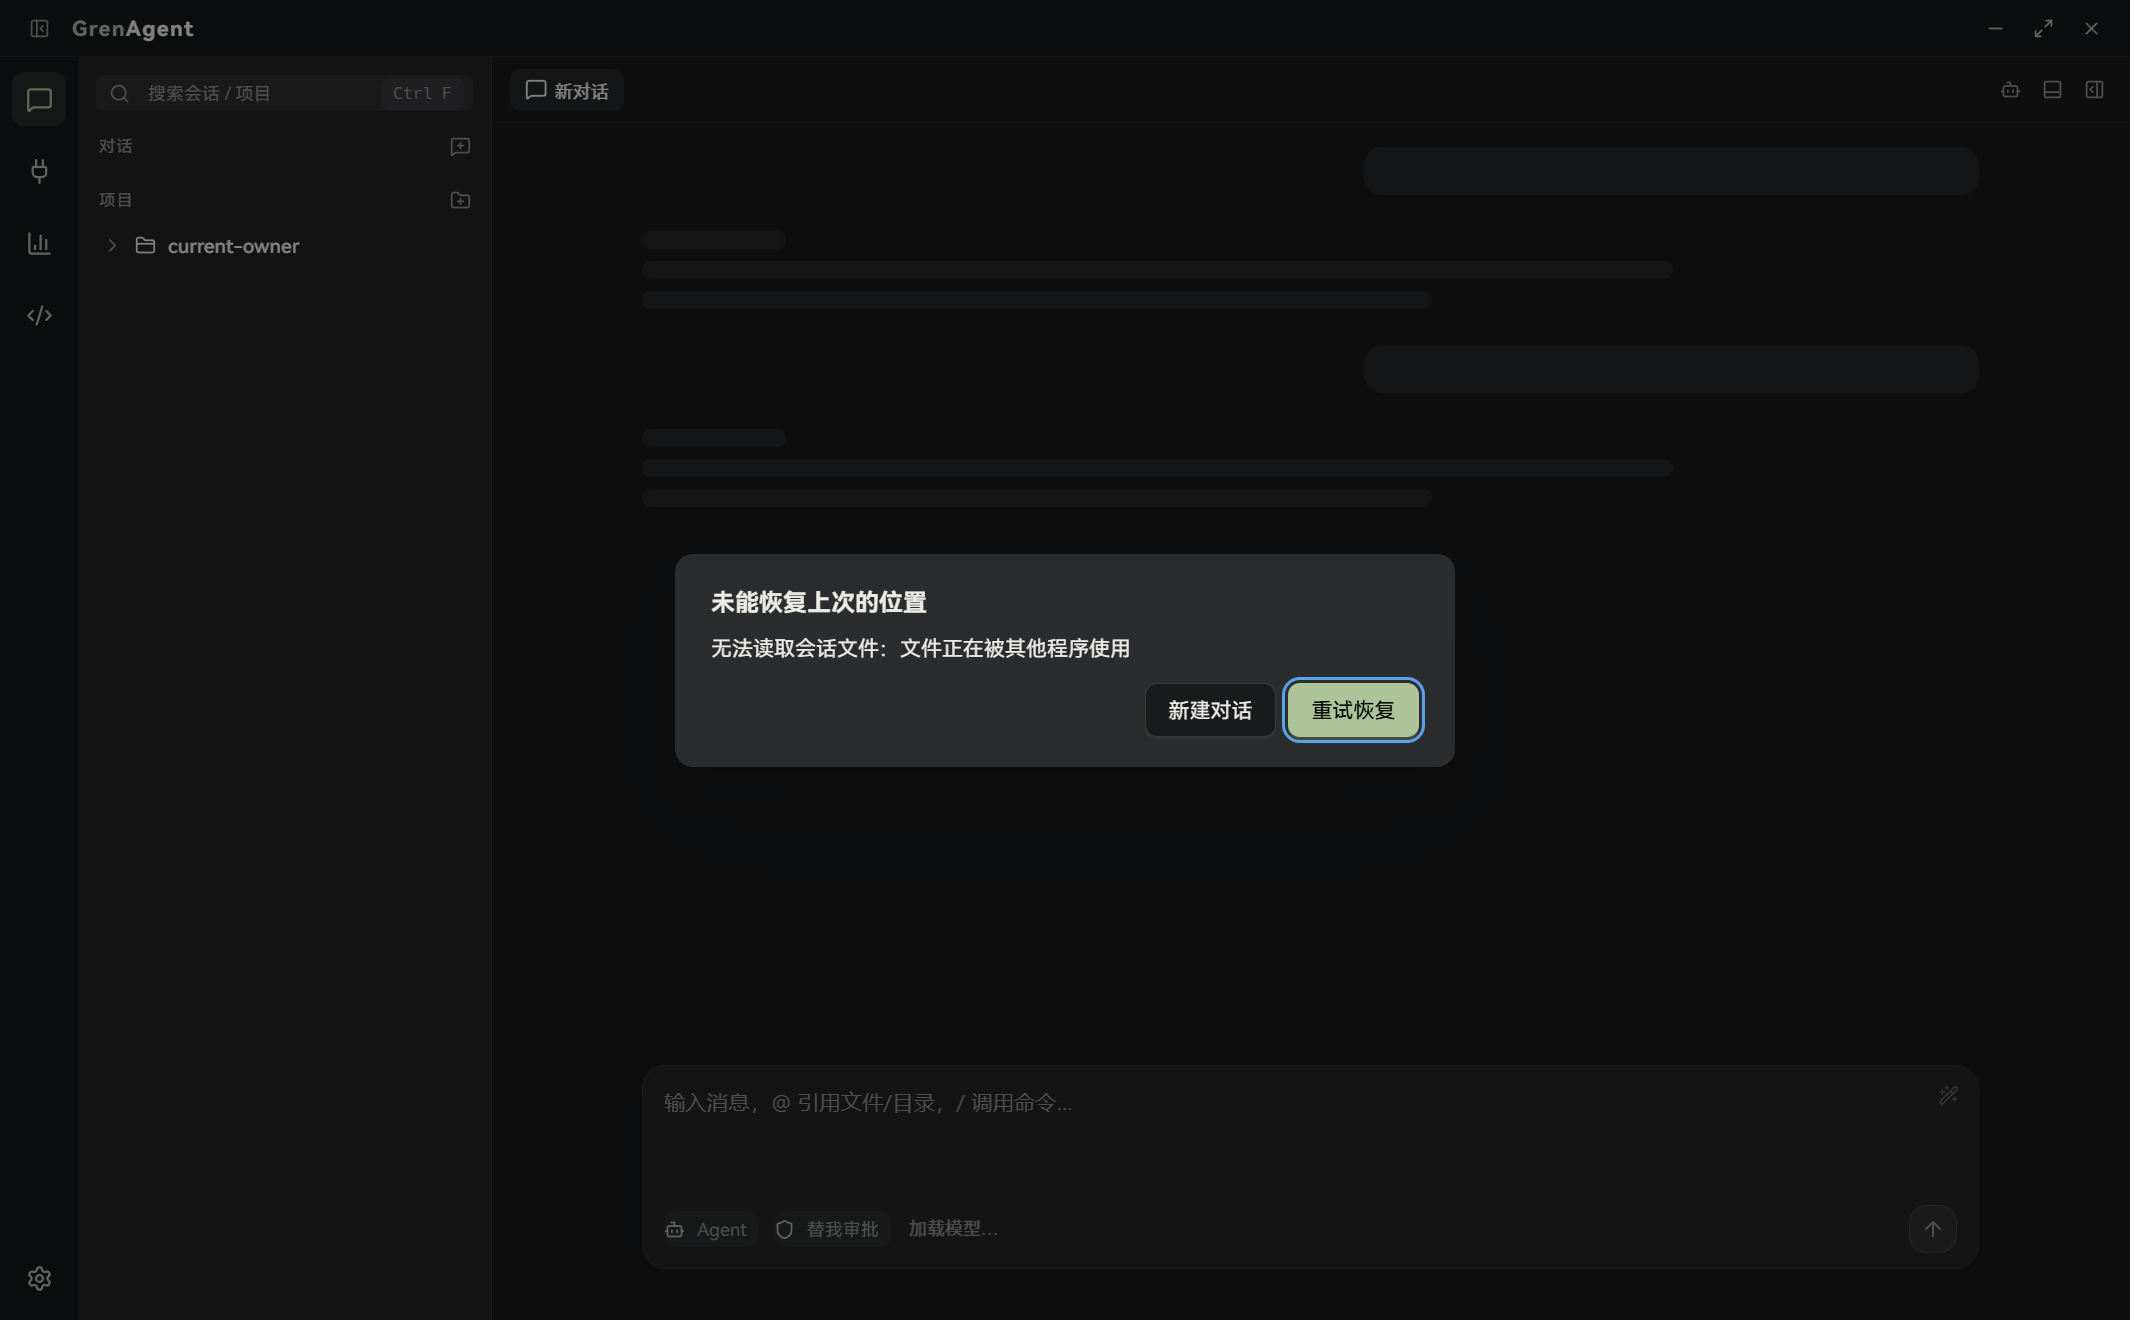 GrenAgent
搜索会话 / 项目
Ctrl F
对话
项目
current-owner
新对话
未能恢复上次的位置
无法读取会话文件：文件正在被其他程序使用
新建对话
重试恢复
输入消息，@ 引用文件/目录，/ 调用命令...
Agent
替我审批
加载模型...